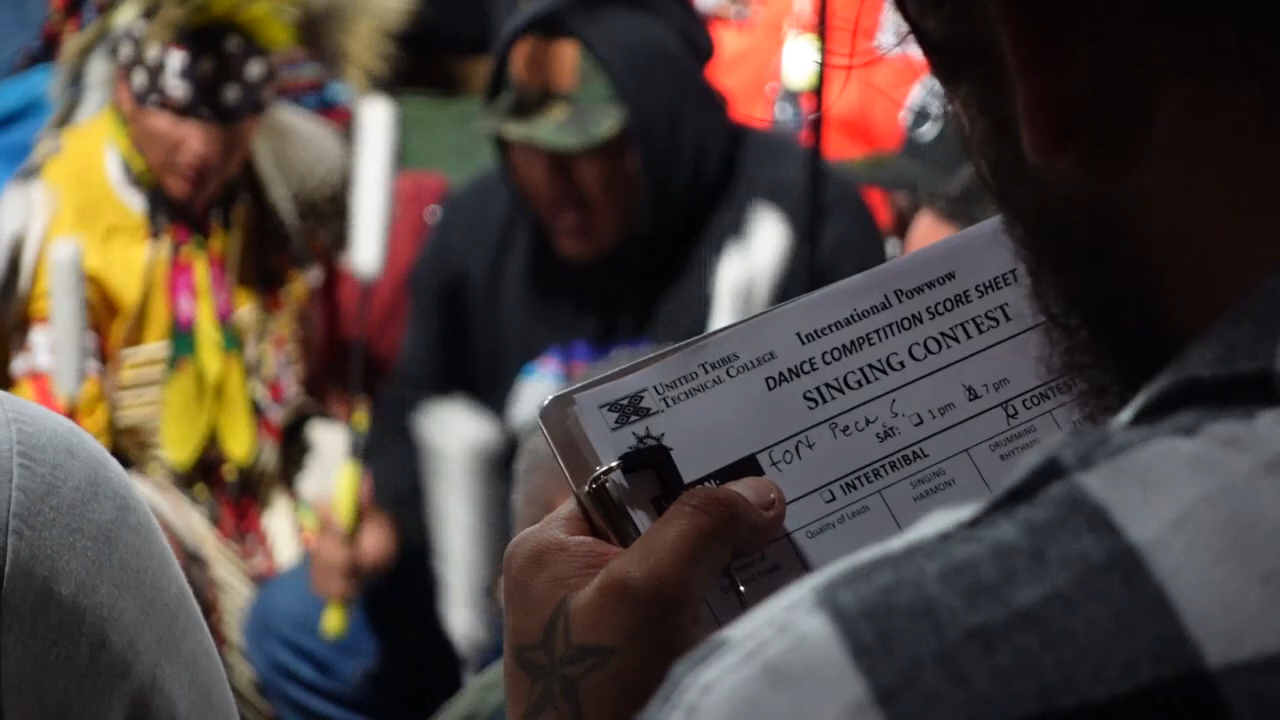 International Powwow
UNITED TRIBES
TECHNICAL COLLEGE
DANCE COMPETITION SCORE SHEET
SINGING CONTEST
Fort Peck
SAT: 1 pm 7 pm
INTERTRIBAL CONTEST
Quality of Leads
SINGING
HARMONY
DRUMMING
RHYTHM